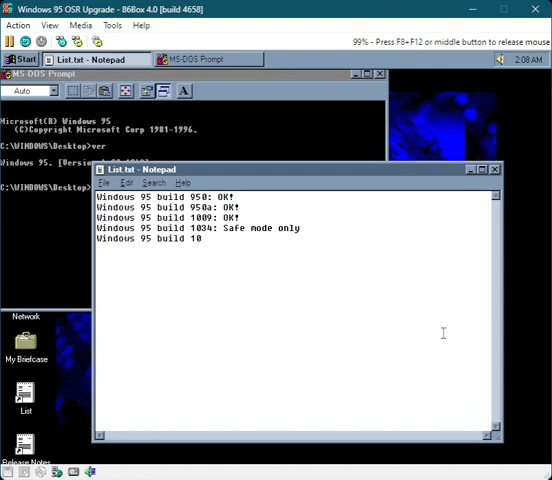 Windows 95 OSR Upgrade - 86Box 4.0 [build 4658]
Action View Media Tools Help
99% - Press F8+F12 or middle button to release mouse
Start List.txt - Notepad MS-DOS Prompt 2:08 AM
MS-DOS Prompt
Auto
Microsoft(R) Windows 95
(C)Copyright Microsoft Corp 1981-1996.
C:\WINDOWS\Desktop>ver
Windows 95. [Version
C:\WINDOWS\Desktop>
List.txt - Notepad
File Edit Search Help
Windows 95 build 950: OK!
Windows 95 build 950a: OK!
Windows 95 build 1009: OK!
Windows 95 build 1034: Safe mode only
Windows 95 build 10
Network
My Briefcase
List
Release Notes